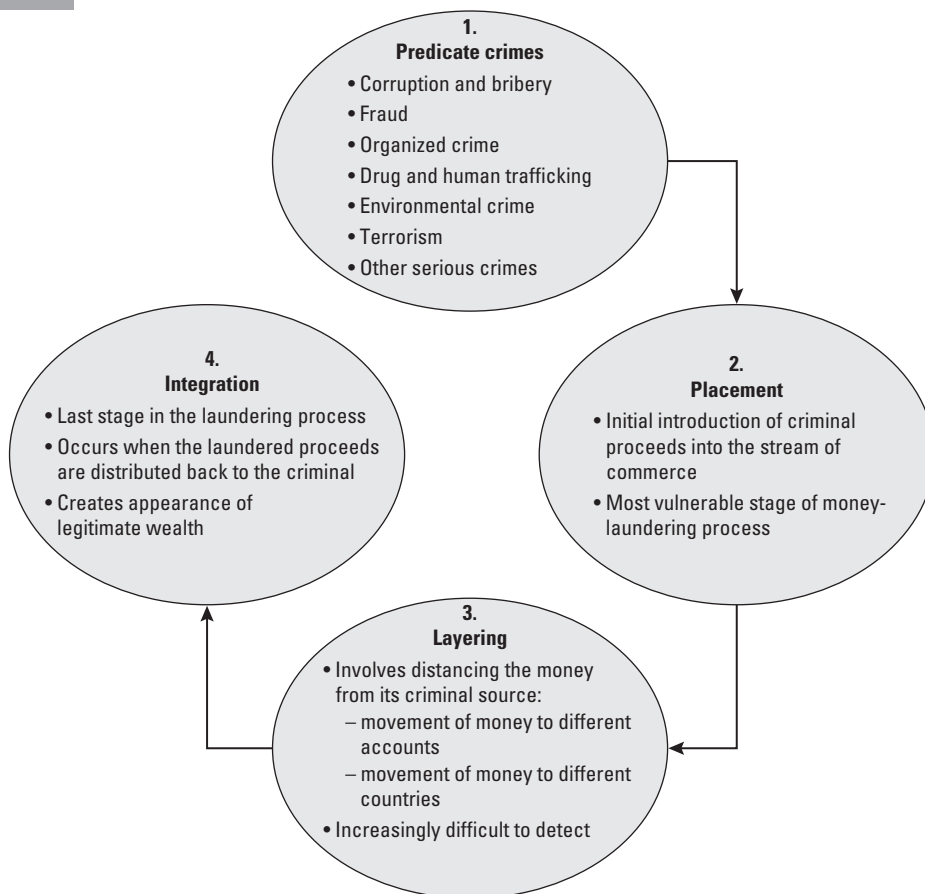 1.
Predicate crimes
• Corruption and bribery
• Fraud
• Organized crime
• Drug and human trafficking
• Environmental crime
• Terrorism
• Other serious crimes
2.
Placement
• Initial introduction of criminal
proceeds into the stream of
commerce
• Most vulnerable stage of money-
laundering process
3.
Layering
• Involves distancing the money
from its criminal source:
– movement of money to different
accounts
– movement of money to different
countries
• Increasingly difficult to detect
4.
Integration
• Last stage in the laundering process
• Occurs when the laundered proceeds
are distributed back to the criminal
• Creates appearance of
legitimate wealth